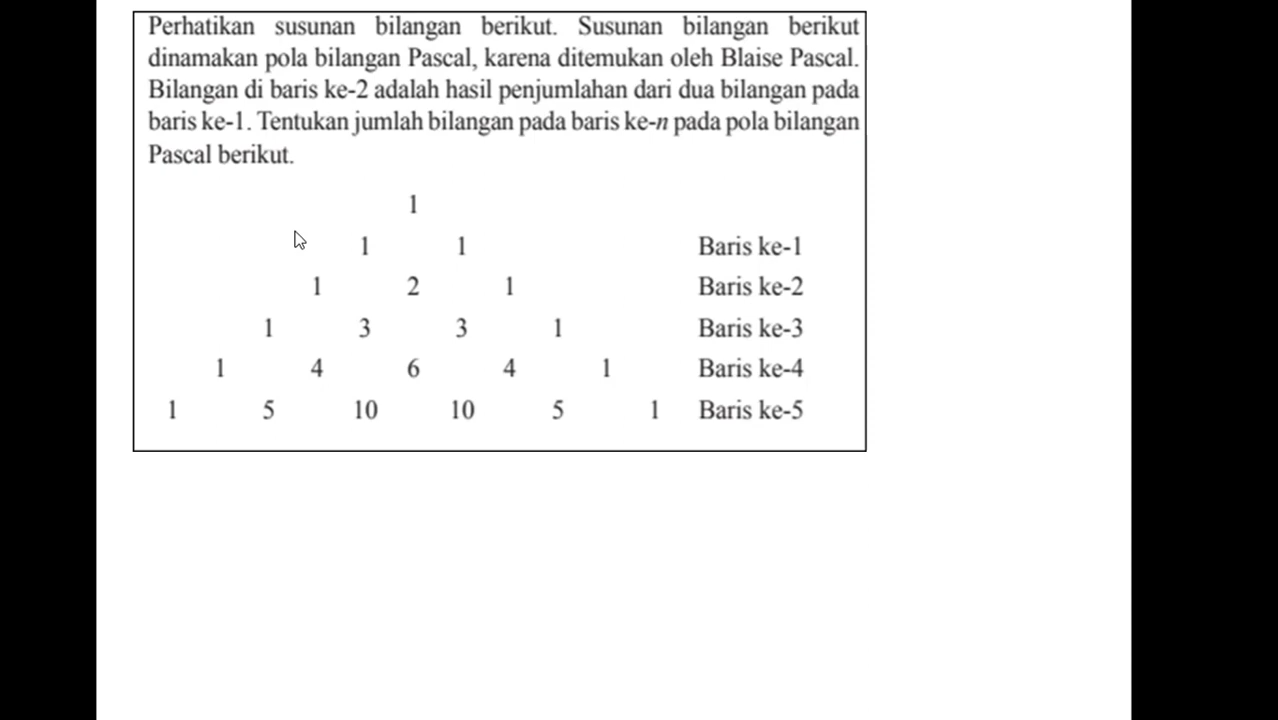 Perhatikan susunan bilangan berikut. Susunan bilangan berikut
dinamakan pola bilangan Pascal, karena ditemukan oleh Blaise Pascal.
Bilangan di baris ke-2 adalah hasil penjumlahan dari dua bilangan pada
baris ke-1. Tentukan jumlah bilangan pada baris ke-n pada pola bilangan
Pascal berikut.
1
1 1 Baris ke-1
1 2 1 Baris ke-2
1 3 3 1 Baris ke-3
1 4 6 4 1 Baris ke-4
1 5 10 10 5 1 Baris ke-5